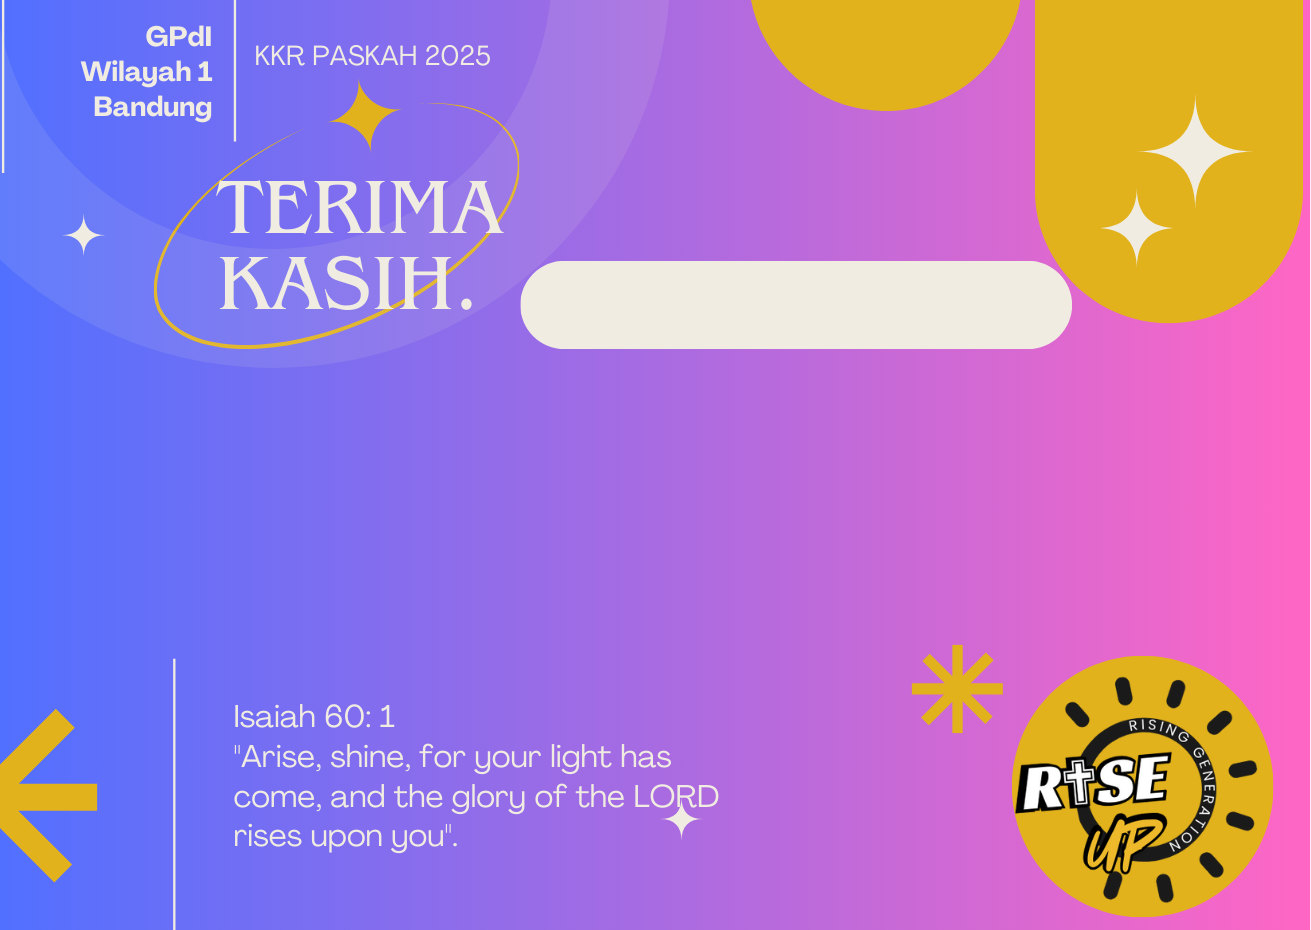 GPdI
Wilayah 1
Bandung
KKR PASKAH 2025
TERIMA
KASIH.
Isaiah 60: 1
"Arise, shine, for your light has
come, and the glory of the LORD
rises upon you".
RISING GENERATION
RISE
UP